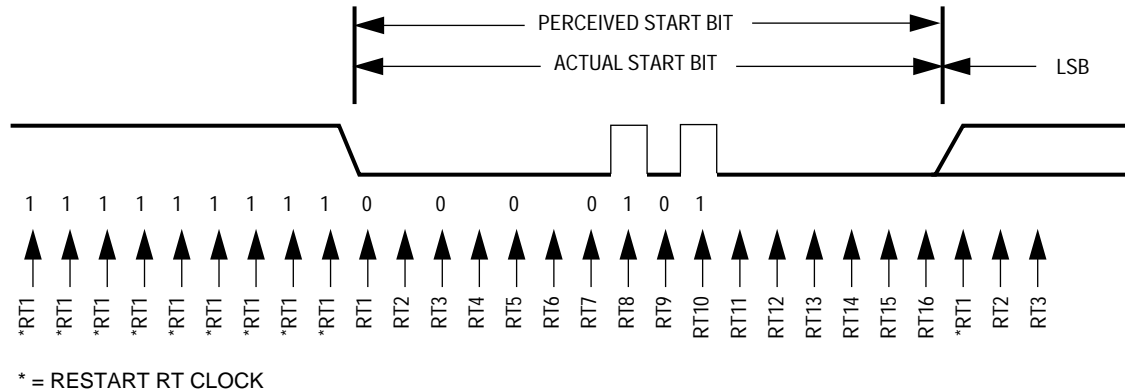 PERCEIVED START BIT
ACTUAL START BIT
LSB
1 1 1 1 1 1 1 1 1 0 0 0 0 1 0 1
*RT1 *RT1 *RT1 *RT1 *RT1 *RT1 *RT1 *RT1 *RT1 RT1 RT2 RT3 RT4 RT5 RT6 RT7 RT8 RT9 RT10 RT11 RT12 RT13 RT14 RT15 RT16 *RT1 RT2 RT3
* = RESTART RT CLOCK